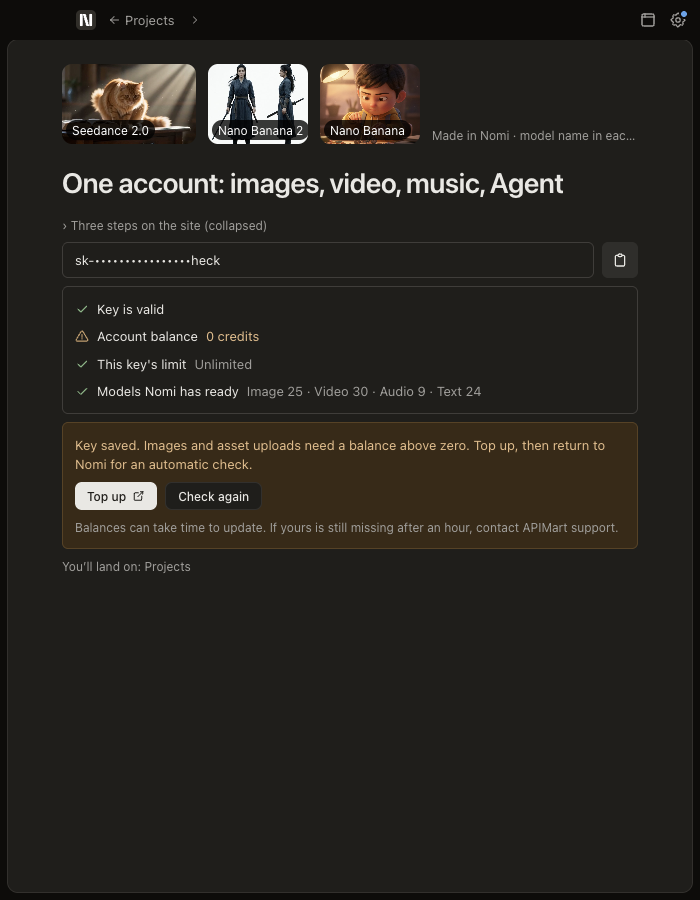 N
← Projects
Seedance 2.0
Nano Banana 2
Nano Banana
Made in Nomi · model name in eac...
One account: images, video, music, Agent
› Three steps on the site (collapsed)
sk-••••••••••••••••heck
Key is valid
Account balance 0 credits
This key's limit Unlimited
Models Nomi has ready Image 25 · Video 30 · Audio 9 · Text 24
Key saved. Images and asset uploads need a balance above zero. Top up, then return to
Nomi for an automatic check.
Top up
Check again
Balances can take time to update. If yours is still missing after an hour, contact APIMart support.
You'll land on: Projects